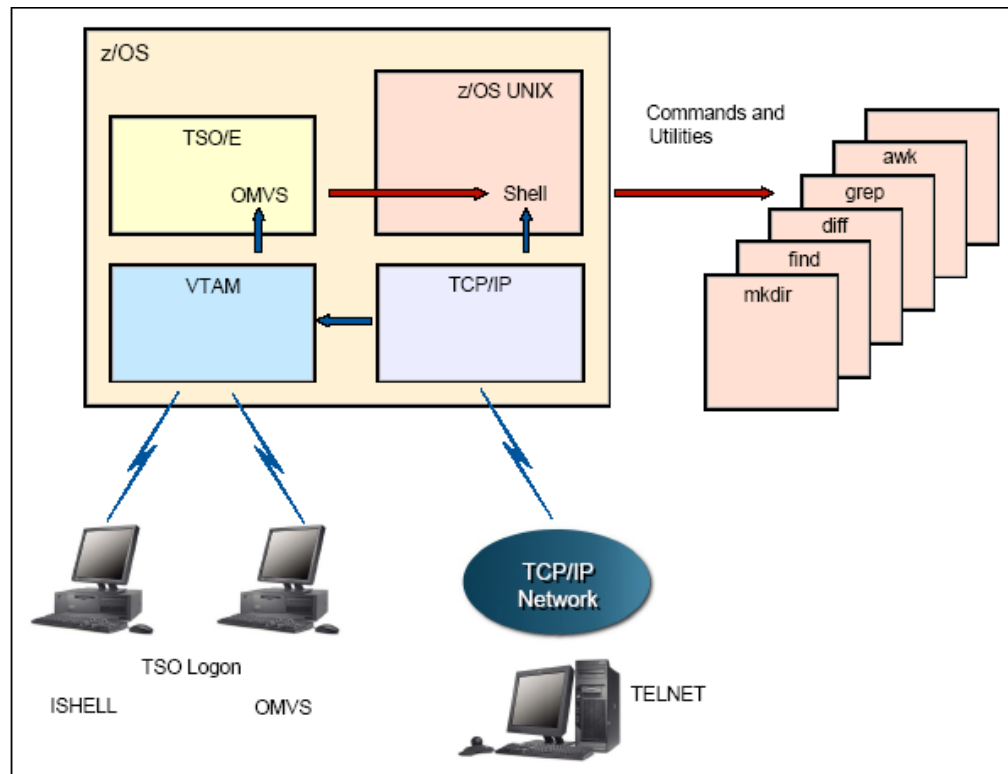 z/OS
z/OS UNIX
TSO/E
OMVS
Shell
VTAM
TCP/IP
Commands and
Utilities
awk
grep
diff
find
mkdir
TCP/IP
Network
TSO Logon
ISHELL
OMVS
TELNET